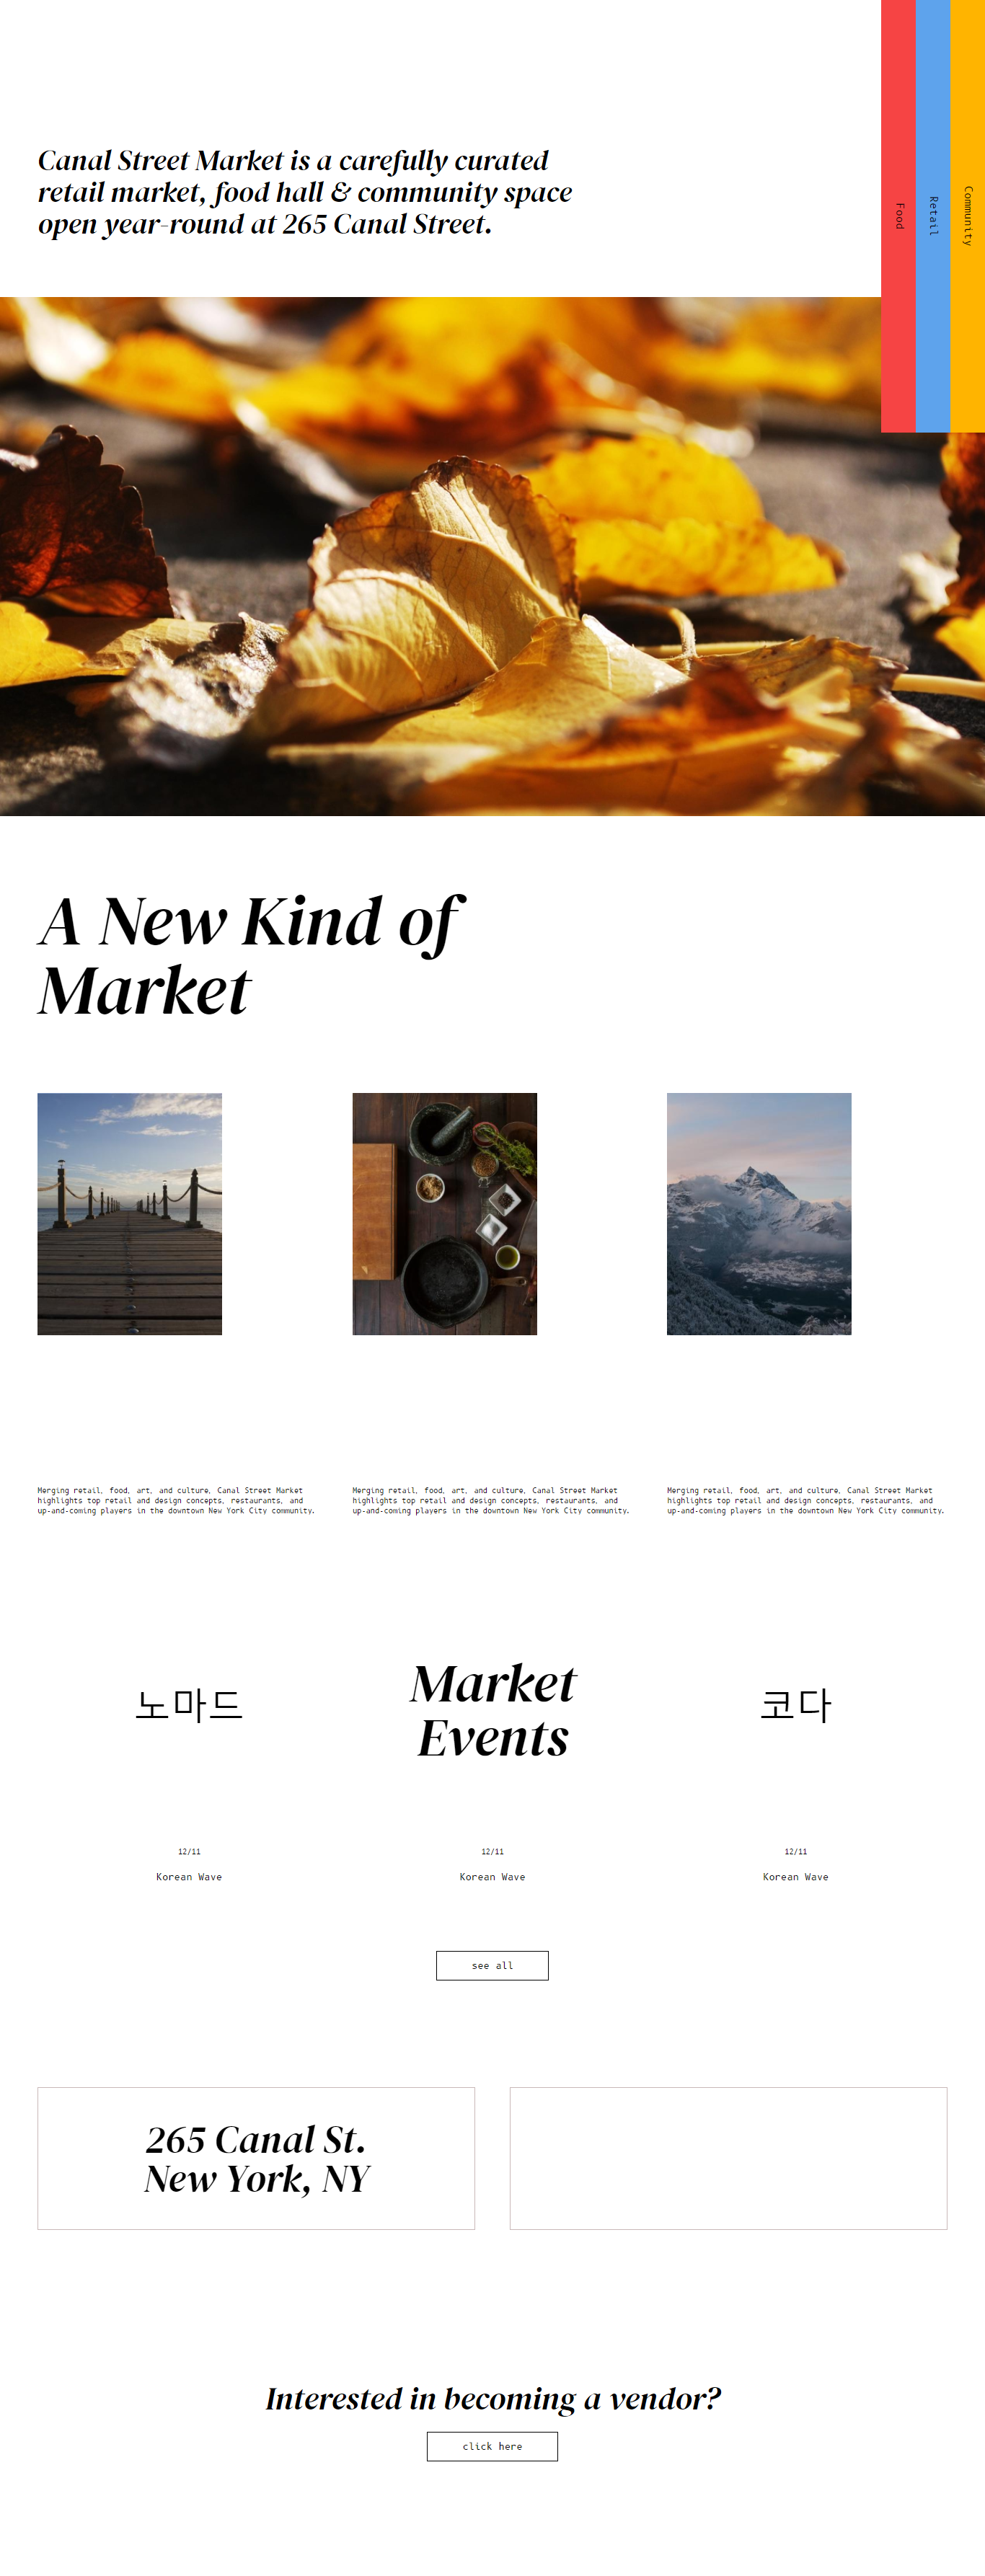 Canal Street Market is a carefully curated
retail market, food hall & community space
open year-round at 265 Canal Street.
Food
Retail
Community
A New Kind of
Market
Merging retail, food, art, and culture, Canal Street Market
highlights top retail and design concepts, restaurants, and
up-and-coming players in the downtown New York City community.
Merging retail, food, art, and culture, Canal Street Market
highlights top retail and design concepts, restaurants, and
up-and-coming players in the downtown New York City community.
Merging retail, food, art, and culture, Canal Street Market
highlights top retail and design concepts, restaurants, and
up-and-coming players in the downtown New York City community.
노마드
Market
Events
코다
12/11
Korean Wave
12/11
Korean Wave
12/11
Korean Wave
see all
265 Canal St.
New York, NY
Interested in becoming a vendor?
click here